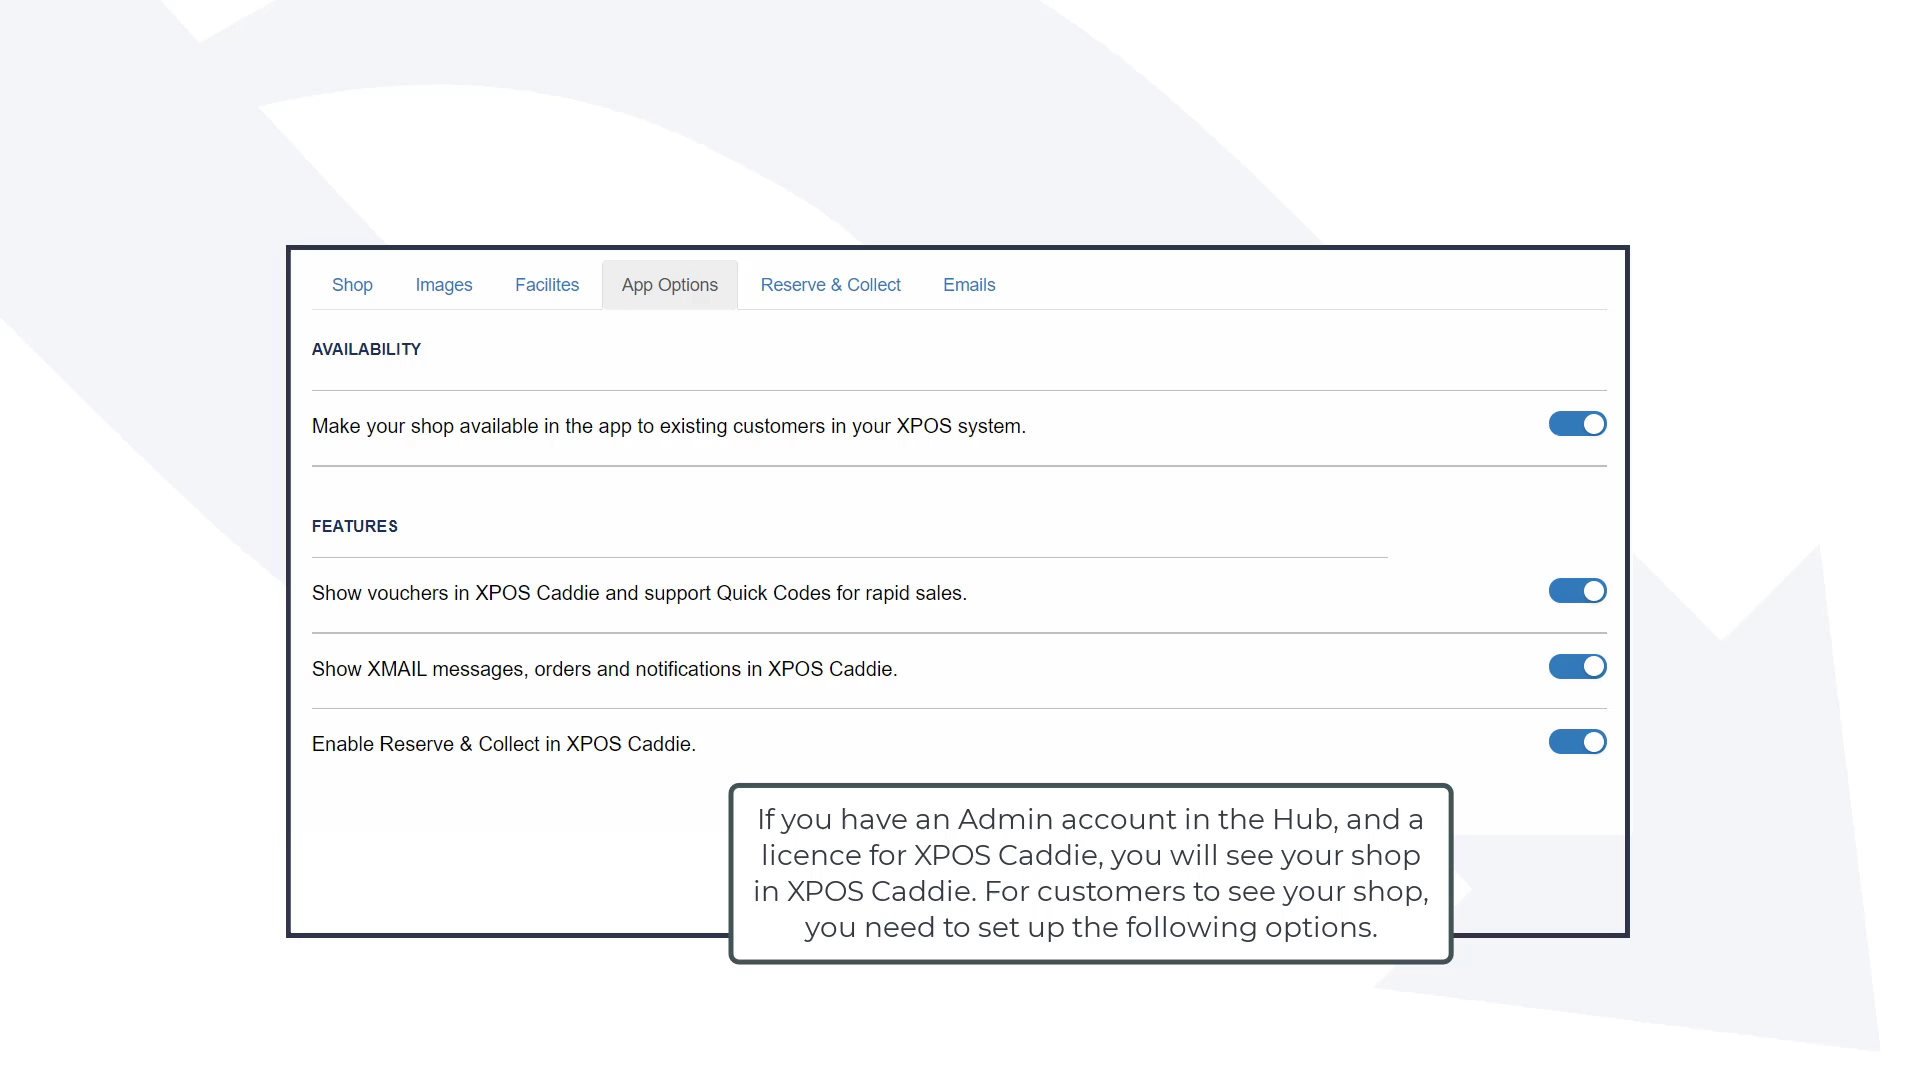 Shop Images Facilites App Options Reserve & Collect Emails
AVAILABILITY
Make your shop available in the app to existing customers in your XPOS system.
FEATURES
Show vouchers in XPOS Caddie and support Quick Codes for rapid sales.
Show XMAIL messages, orders and notifications in XPOS Caddie.
Enable Reserve & Collect in XPOS Caddie.
If you have an Admin account in the Hub, and a
licence for XPOS Caddie, you will see your shop
in XPOS Caddie. For customers to see your shop,
you need to set up the following options.